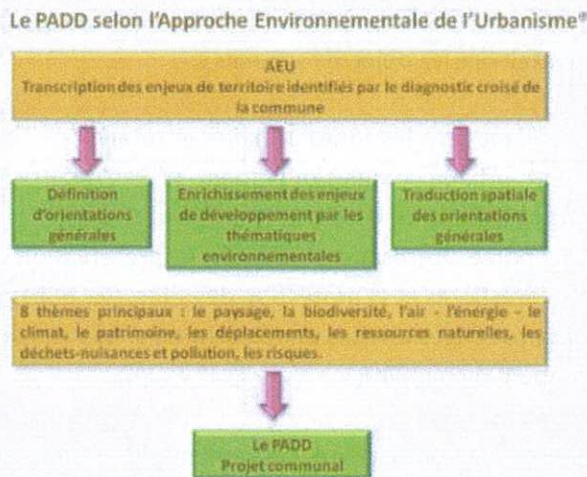 Le PADD selon l'Approche Environnementale de l'Urbanisme®
AEU
Transcription des enjeux de territoire identifiés par le diagnostic croisé de
la commune
Définition
d'orientations
générales
Enrichissement des enjeux
de développement par les
thématiques
environnementales
Traduction spatiale
des orientations
générales
8 thèmes principaux : le paysage, la biodiversité, l'air - l'énergie - le
climat, le patrimoine, les déplacements, les ressources naturelles, les
déchets-nuisances et pollution, les risques.
Le PADD
Projet communal